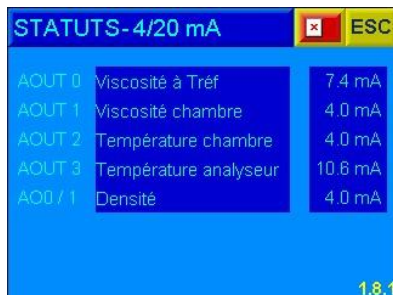 STATUTS-4/20 mA ESC
AOUT 0 Viscosité à Tréf 7.4 mA
AOUT 1 Viscosité chambre 4.0 mA
AOUT 2 Température chambre 4.0 mA
AOUT 3 Température analyseur 10.6 mA
AO0 / 1 Densité 4.0 mA
1.8.1